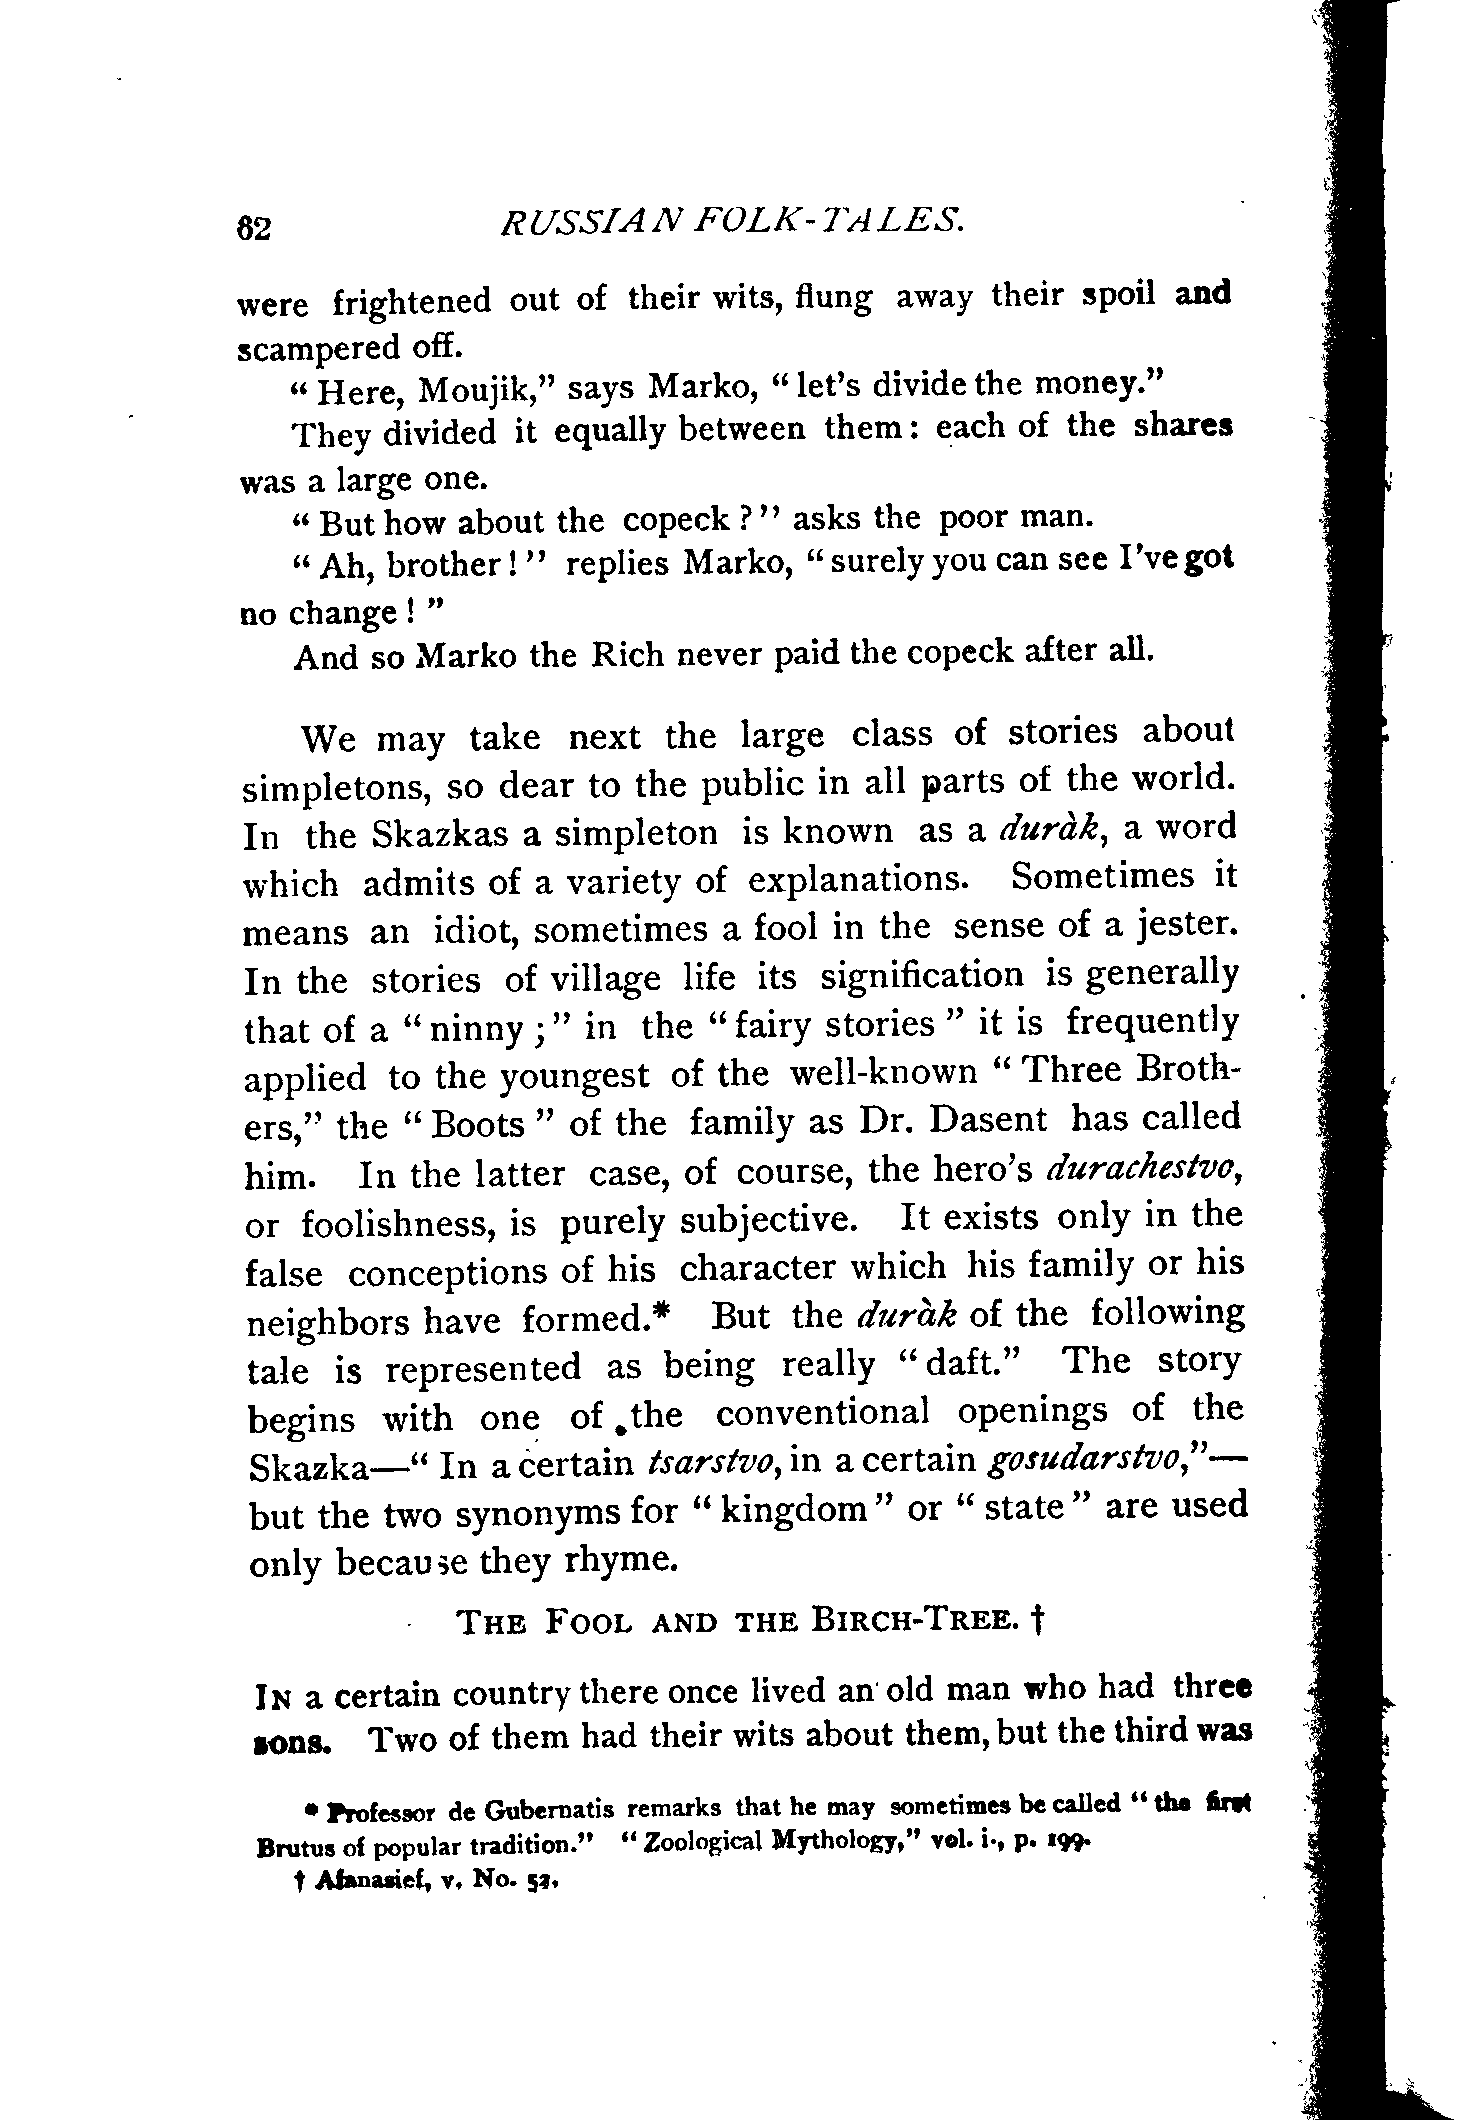 62 RUSSIAN FOLK-TALES.
were frightened out of their wits, flung away their spoil and
scampered off.
“ Here, Moujik,” says Marko, “ let's divide the money.”
They divided it equally between them: each of the shares
was a large one.
“ But how about the copeck ?” asks the poor man.
“ Ah, brother! ” replies Marko, “ surely you can see I've got
no change ! ”
And so Marko the Rich never paid the copeck after all.
We may take next the large class of stories about
simpletons, so dear to the public in all parts of the world.
In the Skazkas a simpleton is known as a duràk, a word
which admits of a variety of explanations. Sometimes it
means an idiot, sometimes a fool in the sense of a jester.
In the stories of village life its signification is generally
that of a “ ninny ;” in the “ fairy stories ” it is frequently
applied to the youngest of the well-known “ Three Broth-
ers,” the “ Boots ” of the family as Dr. Dasent has called
him. In the latter case, of course, the hero's durachestvo,
or foolishness, is purely subjective. It exists only in the
false conceptions of his character which his family or his
neighbors have formed.* But the duràk of the following
tale is represented as being really “ daft.” The story
begins with one of the conventional openings of the
Skazka—“ In a certain tsarstvo, in a certain gosudarstvo,”—
but the two synonyms for “ kingdom ” or “ state ” are used
only because they rhyme.
THE FOOL AND THE BIRCH-TREE. †
IN a certain country there once lived an old man who had three
sons. Two of them had their wits about them, but the third was
* Professor de Gubernatis remarks that he may sometimes be called “ the first
Brutus of popular tradition.” “ Zoological Mythology,” vol. i., p. 199.
† Afanasief, v. No. 52.